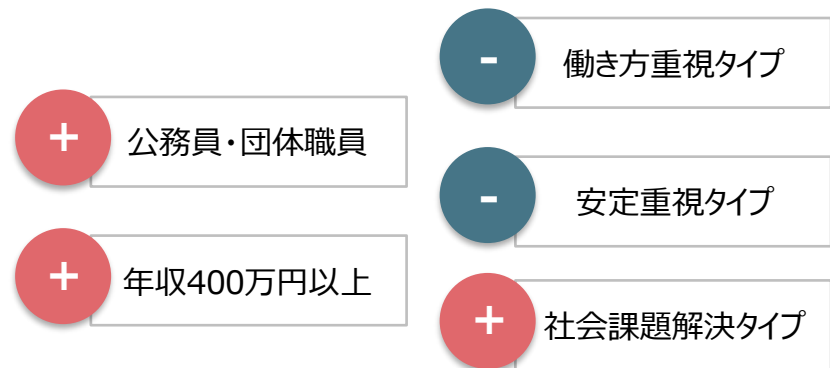 + 公務員・団体職員
+ 年収400万円以上
- 働き方重視タイプ
- 安定重視タイプ
+ 社会課題解決タイプ